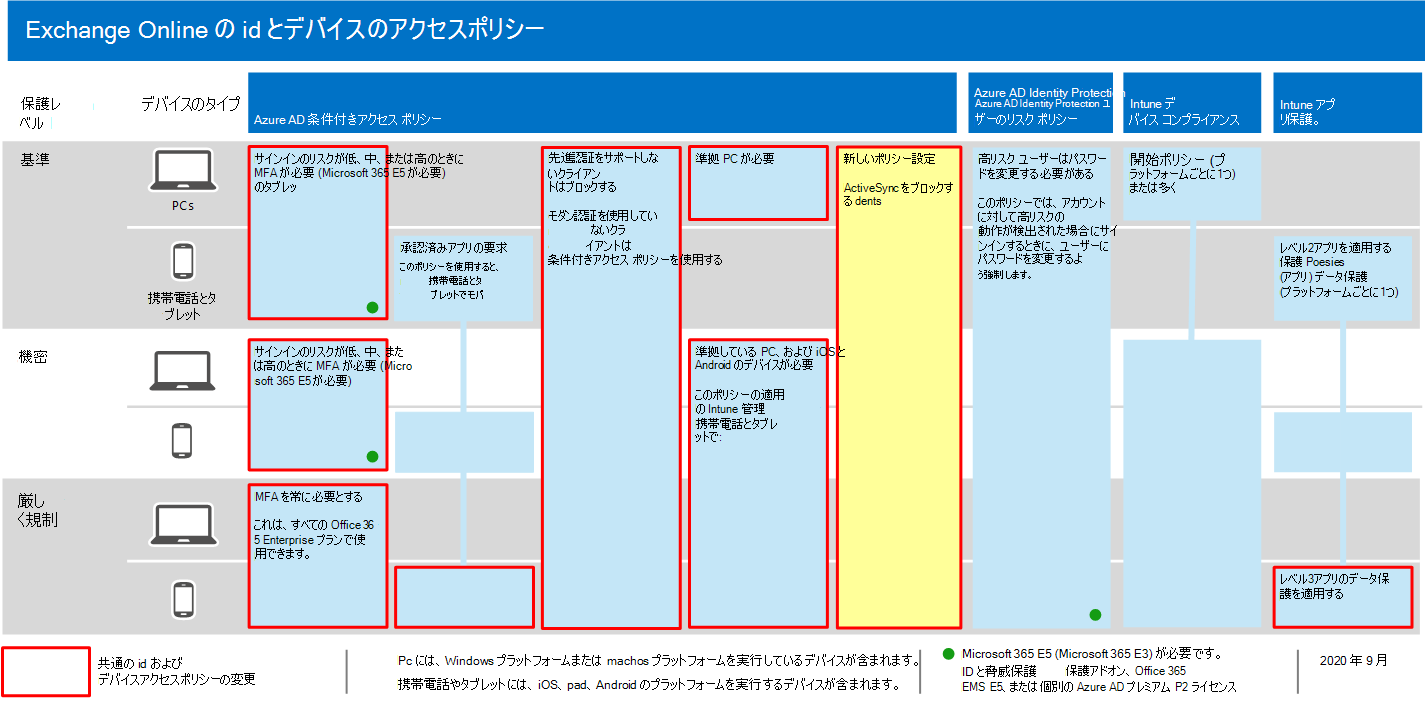 Exchange Online の id とデバイスのアクセスポリシー
保護レ
ベル
デバイスのタイプ
Azure AD 条件付きアクセス ポリシー
Azure AD Identity Protection
Azure AD Identity Protection ユ
ザーのリスク ポリシー
Intune デ
バイス コンプライアンス
Intune アプ
リ保護。
基準
PCs
携帯電話とタ
ブレット
サインインのリスクが低、中、または高のときに
MFA が必要 (Microsoft 365 E5 が必要)
のタブレッ
承認済みアプリの要求
このポリシーを使用すると、
携帯電話とタ
ブレットでモバ
先進認証をサポートしな
いクライアン
トはブロックする
モダン認証を使用してい
ないクラ
イアントは
条件付きアクセス ポリシーを使用する
準拠 PC が必要
新しいポリシー設定
ActiveSync をブロックす
る dents
高リスク ユーザーはパスワー
ドを変更する必要がある
このポリシーでは、アカウント
に対して高リスクの
動作が検出された場合にサイ
ンインするときに、ユーザーに
パスワードを変更するよ
う強制します。
開始ポリシー (プ
ラットフォームごとに1つ)
または多く
レベル2アプリを適用する
保護 Poesies
(アプリ) データ保護
(プラットフォームごとに1つ)
機密
サインインのリスクが低、中、また
は高のときに MFA が必要 (Micro
soft 365 E5 が必要)
準拠している PC、および iOS と
Android のデバイスが必要
このポリシーの適用
の Intune 管理
携帯電話とタブレ
ットで:
厳し
く規制
MFA を常に必要とする
これは、すべての Office 36
5 Enterprise プランで使
用できます。
レベル3アプリのデータ保
護を適用する
共通の id および
デバイスアクセスポリシーの変更
Pc には、Windows プラットフォームまたは machos プラットフォームを実行しているデバイスが含まれます。
携帯電話やタブレットには、iOS、pad、Android のプラットフォームを実行するデバイスが含まれます。
Microsoft 365 E5 (Microsoft 365 E3) が必要です。
ID と脅威保護 保護アドオン、Office 365
EMS E5、または個別の Azure AD プレミアム P2 ライセンス
2020 年 9 月